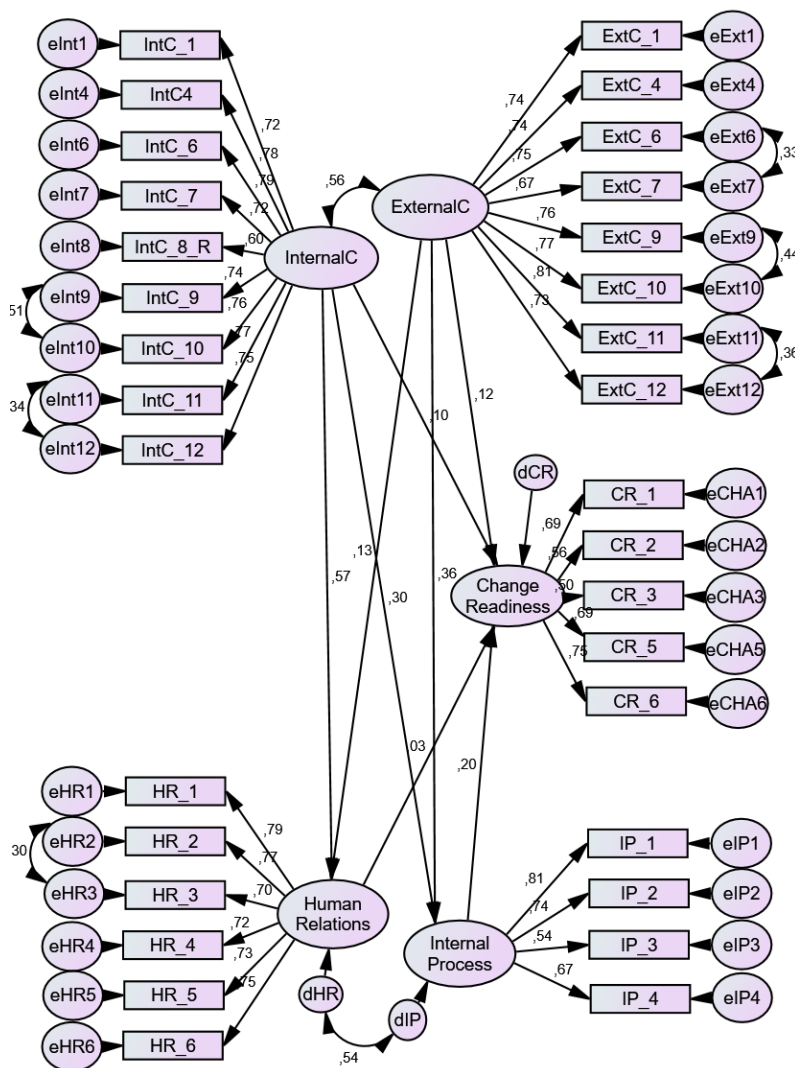 eInt1 IntC_1
eInt4 IntC4
eInt6 IntC_6
eInt7 IntC_7
eInt8 IntC_8_R
eInt9 IntC_9
eInt10 IntC_10
eInt11 IntC_11
eInt12 IntC_12
51
34
,72
,78
,79
,72
,60
,74
,76
,77
,75
InternalC
,56
ExternalC
ExtC_1 eExt1
ExtC_4 eExt4
ExtC_6 eExt6
ExtC_7 eExt7
ExtC_9 eExt9
ExtC_10 eExt10
ExtC_11 eExt11
ExtC_12 eExt12
,74
,74
,75
,67
,76
,77
,81
,73
,33
,44
,36
,10
,12
,13
,57
,30
,36
dCR
Change
Readiness
CR_1 eCHA1
CR_2 eCHA2
CR_3 eCHA3
CR_5 eCHA5
CR_6 eCHA6
,69
,56
,50
,69
,75
03
,20
eHR1 HR_1
eHR2 HR_2
eHR3 HR_3
eHR4 HR_4
eHR5 HR_5
eHR6 HR_6
30
,79
,77
,70
,72
,73
,75
Human
Relations
Internal
Process
dHR
dIP
,54
IP_1 eIP1
IP_2 eIP2
IP_3 eIP3
IP_4 eIP4
,81
,74
,54
,67